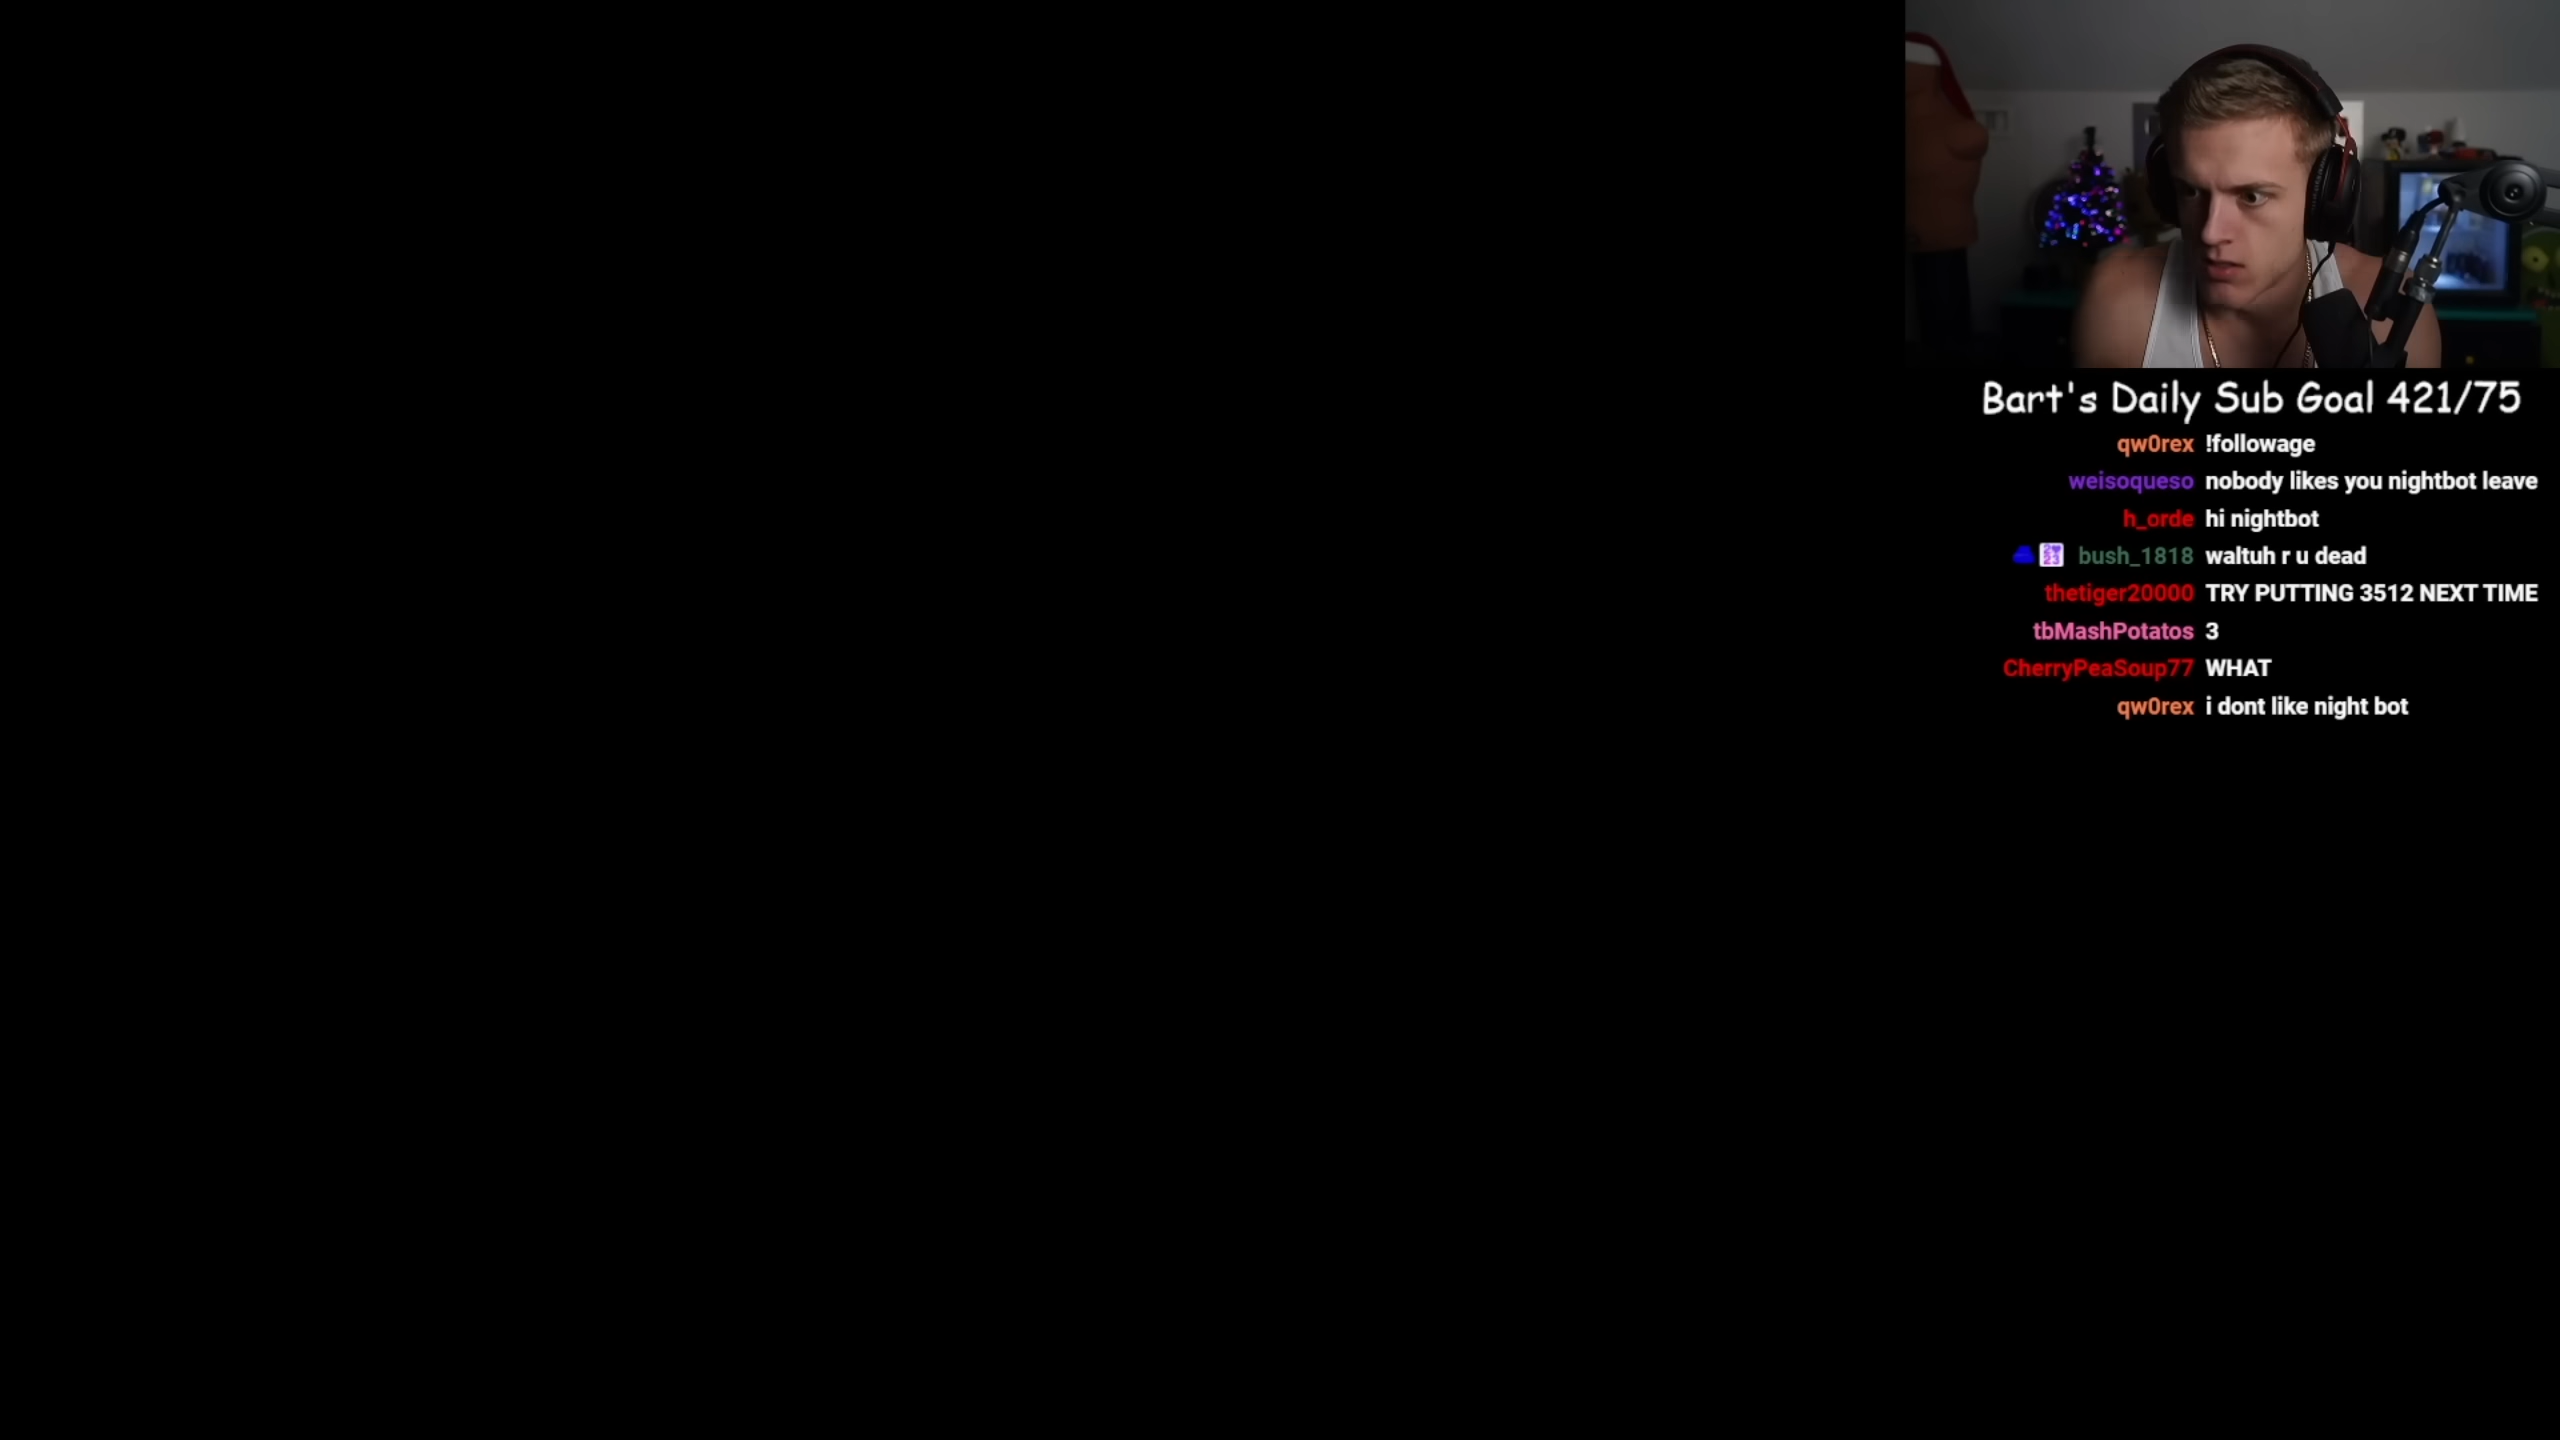 Bart's Daily Sub Goal 421/75
qw0rex !followage
weisoqueso nobody likes you nightbot leave
h_orde hi nightbot
bush_1818 waltuh r u dead
thetiger20000 TRY PUTTING 3512 NEXT TIME
tbMashPotatos 3
CherryPeaSoup77 WHAT
qw0rex i dont like night bot